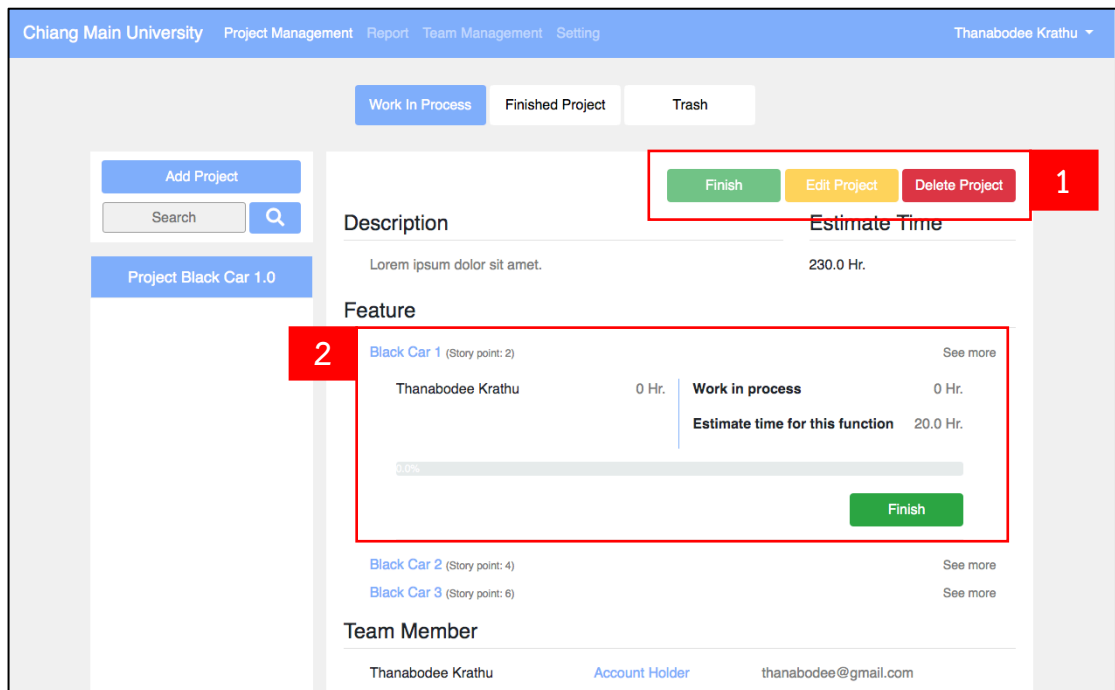 Chiang Main University Project Management Report Team Management Setting Thanabodee Krathu
Work In Process Finished Project Trash
Add Project
Search
Project Black Car 1.0
Finish Edit Project Delete Project 1
Description Estimate Time
Lorem ipsum dolor sit amet. 230.0 Hr.
Feature
2
Black Car 1 (Story point: 2) See more
Thanabodee Krathu 0 Hr. Work in process 0 Hr.
Estimate time for this function 20.0 Hr.
0.0%
Finish
Black Car 2 (Story point: 4) See more
Black Car 3 (Story point: 6) See more
Team Member
Thanabodee Krathu Account Holder thanabodee@gmail.com